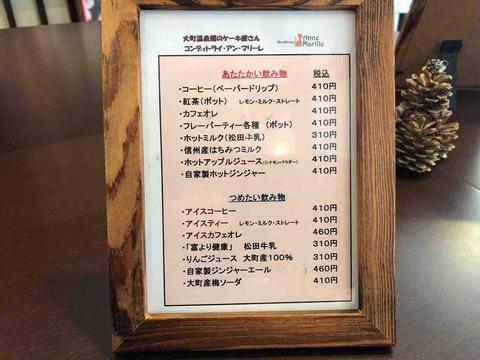 大町温泉郷のケーキ屋さん
コンディトライ・アン・マリーレ
Konditorei Anne Marille
あたたかい飲み物 税込
・コーヒー(ペーパードリップ) 410円
・紅茶(ポット) レモン・ミルク・ストレート 410円
・カフェオレ 410円
・フレーバーティー各種 (ポット) 410円
・ホットミルク(松田牛乳) 310円
・信州産はちみつミルク 410円
・ホットアップルジュース(シナモンパウダー) 410円
・自家製ホットジンジャー 410円
つめたい飲み物
・アイスコーヒー 410円
・アイスティー レモン・ミルク・ストレート 410円
・アイスカフェオレ 460円
・「富より健康」 松田牛乳 310円
・りんごジュース 大町産100% 310円
・自家製ジンジャーエール 460円
・大町産梅ソーダ 410円